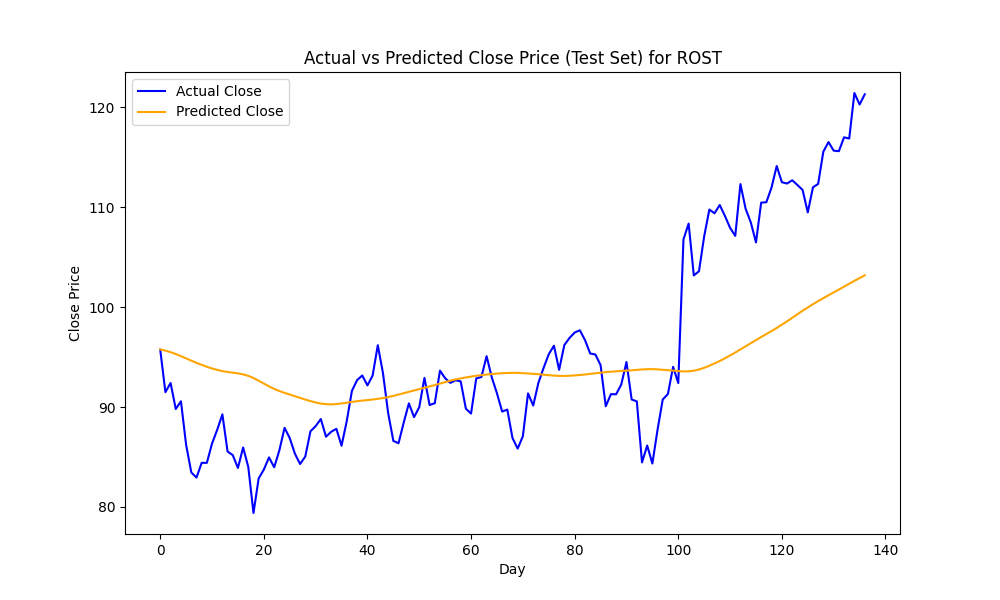 Actual vs Predicted Close Price (Test Set) for ROST
Actual Close
Predicted Close
120
110
100
90
80
Close Price
0 20 40 60 80 100 120 140
Day